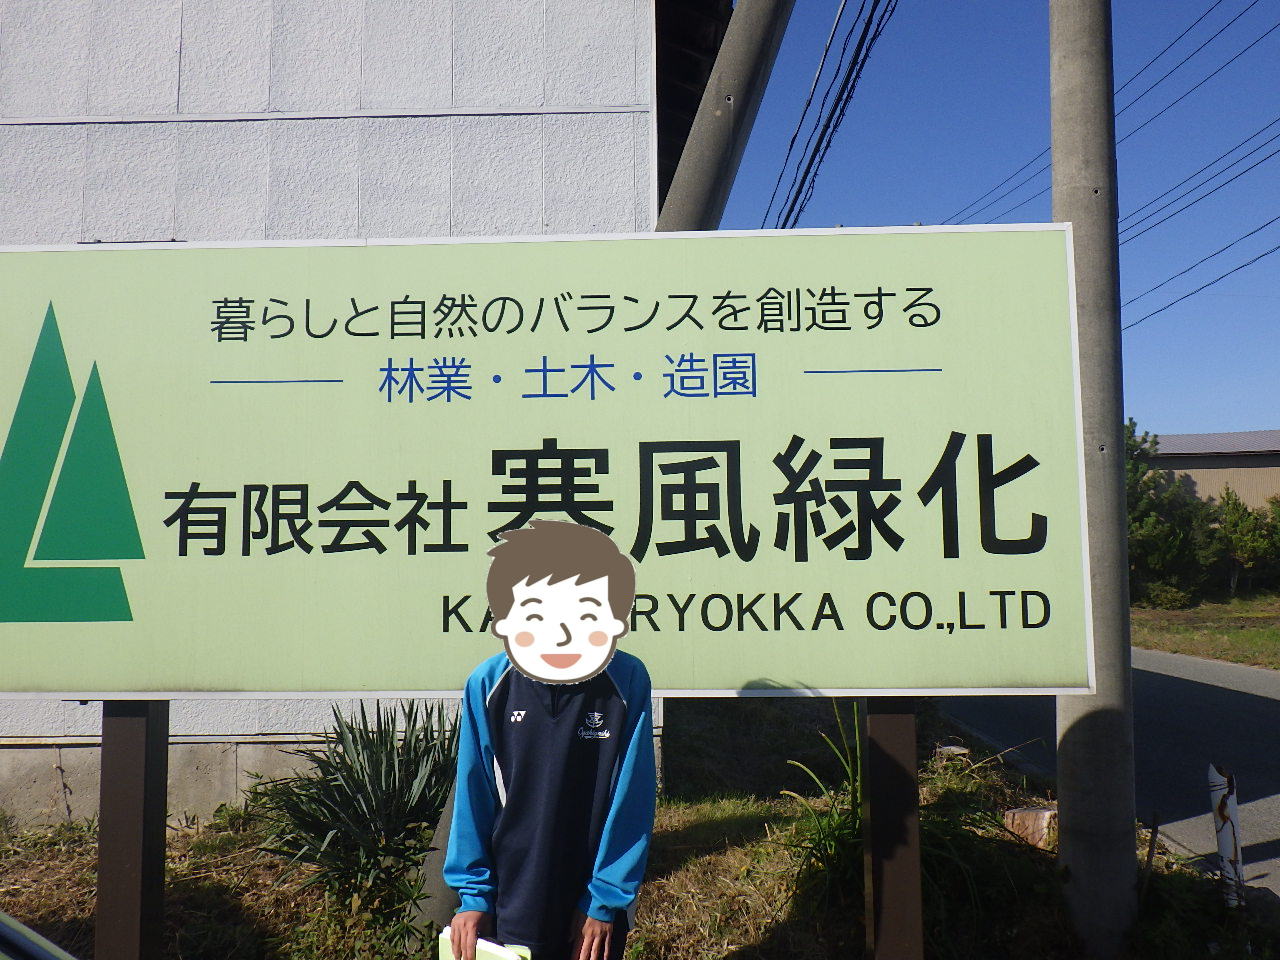 暮らしと自然のバランスを創造する
林業・土木・造園
有限会社 寒風緑化
RYOKKA CO.,LTD